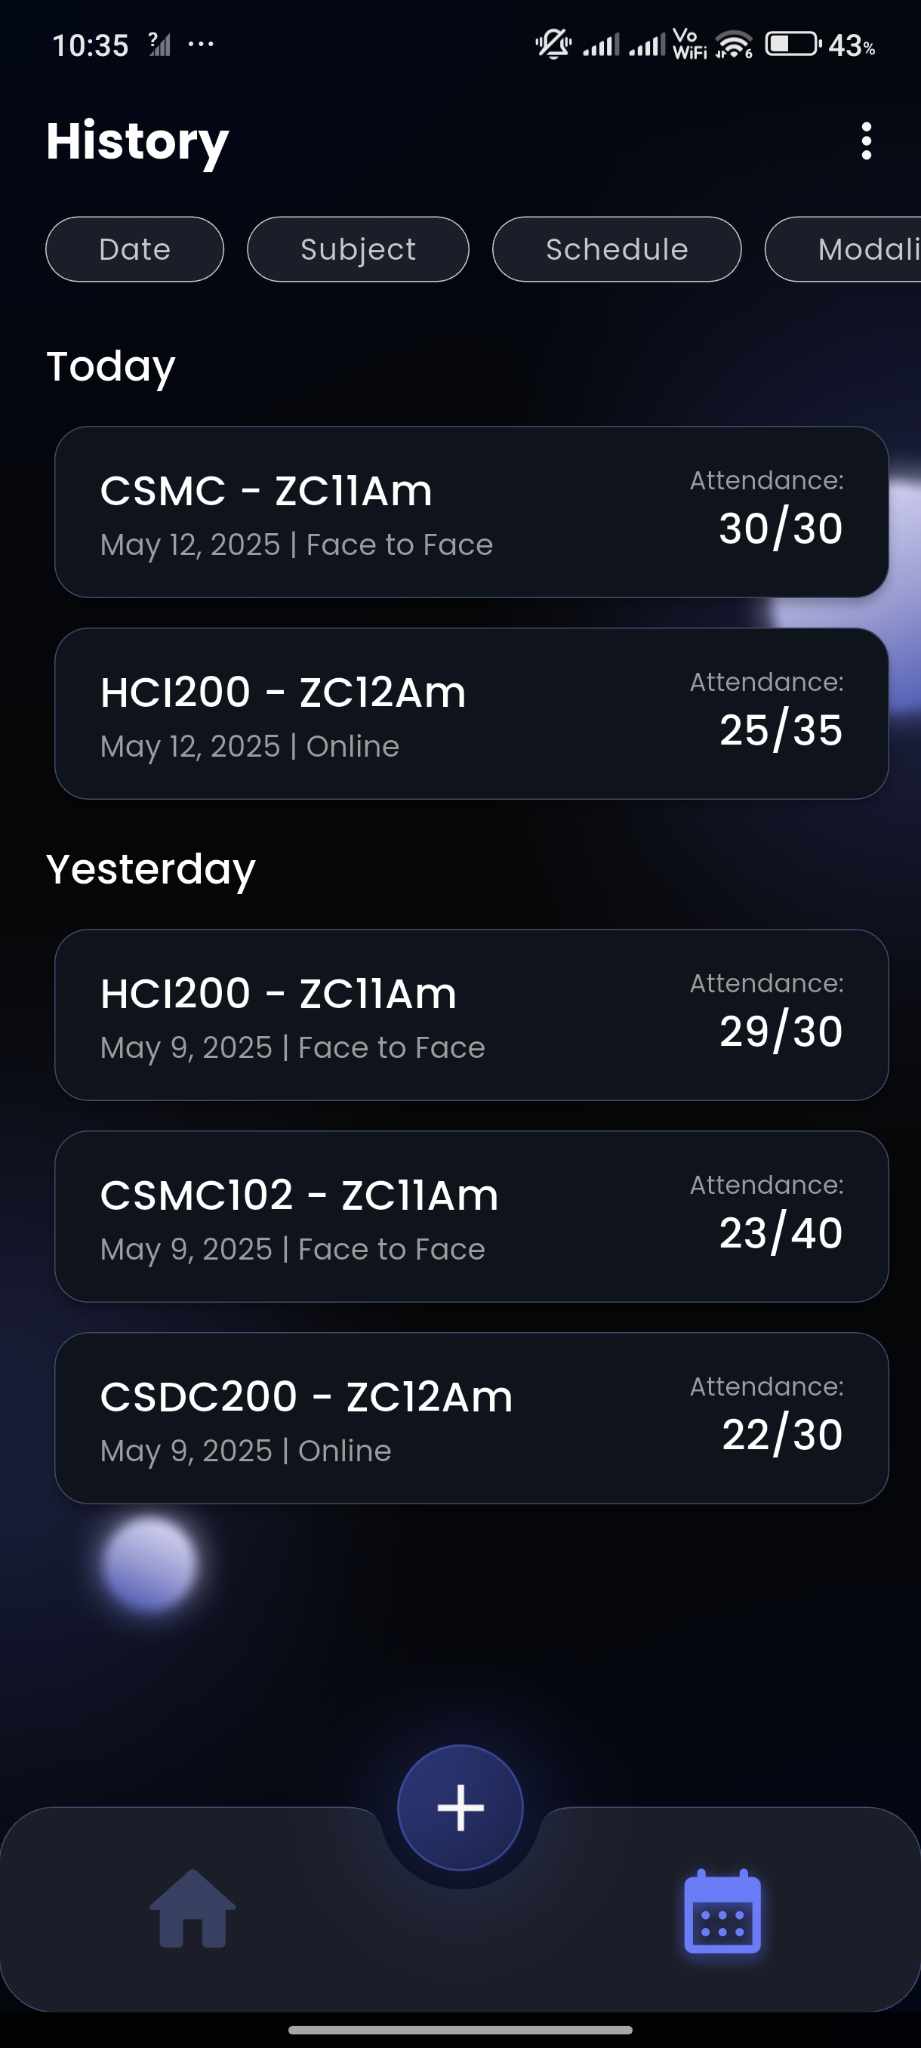 10:35 ? ... Vo WiFi 6 43%
History
Date Subject Schedule Modali
Today
CSMC - ZC11Am
May 12, 2025 | Face to Face
Attendance:
30/30
HCI200 - ZC12Am
May 12, 2025 | Online
Attendance:
25/35
Yesterday
HCI200 - ZC11Am
May 9, 2025 | Face to Face
Attendance:
29/30
CSMC102 - ZC11Am
May 9, 2025 | Face to Face
Attendance:
23/40
CSDC200 - ZC12Am
May 9, 2025 | Online
Attendance:
22/30